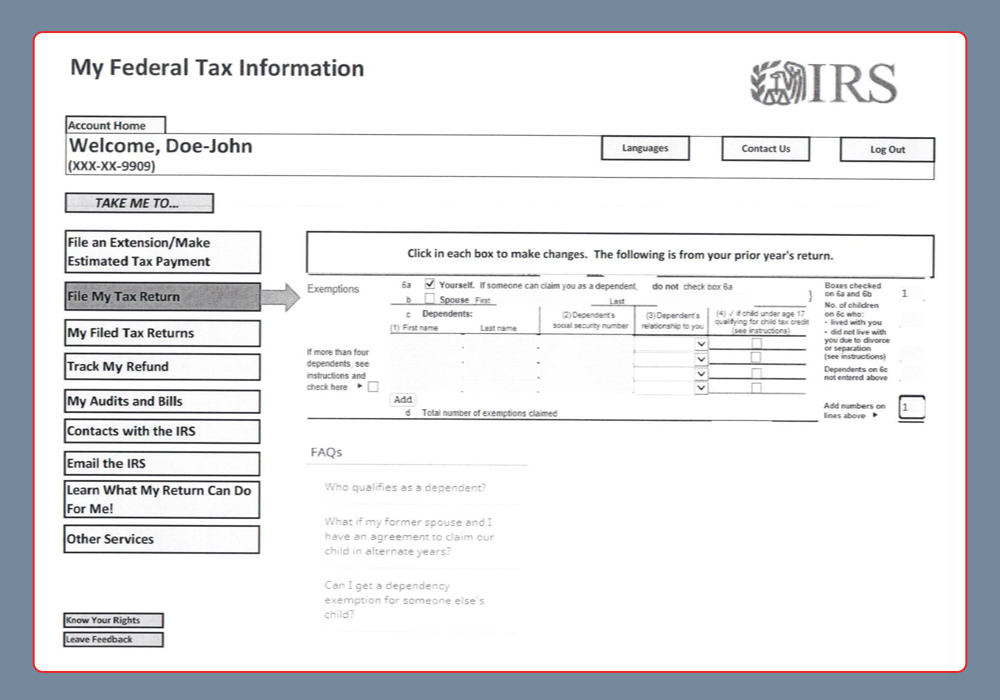 My Federal Tax Information
IRS
Account Home
Welcome, Doe-John
(XXX-XX-9909)
Languages
Contact Us
Log Out
TAKE ME TO...
File an Extension/Make
Estimated Tax Payment
File My Tax Return
My Filed Tax Returns
Track My Refund
My Audits and Bills
Contacts with the IRS
Email the IRS
Learn What My Return Can Do
For Me!
Other Services
Know Your Rights
Leave Feedback
Click in each box to make changes. The following is from your prior year's return.
Exemptions
6a Yourself. If someone can claim you as a dependent, do not check box 6a
b Spouse First Last
c Dependents:
(1) First name Last name
(2) Dependent's
social security number
(3) Dependent's
relationship to you
(4) ✓ if child under age 17
qualifying for child tax credit
(see instructions)
If more than four
dependents, see
instructions and
check here ▶
Add
d Total number of exemptions claimed
Boxes checked
on 6a and 6b 1
No. of children
on 6c who:
• lived with you
• did not live with
you due to divorce
or separation
(see instructions)
Dependents on 6c
not entered above
Add numbers on
lines above ▶ 1
FAQs
Who qualifies as a dependent?
What if my former spouse and I
have an agreement to claim our
child in alternate years?
Can I get a dependency
exemption for someone else's
child?